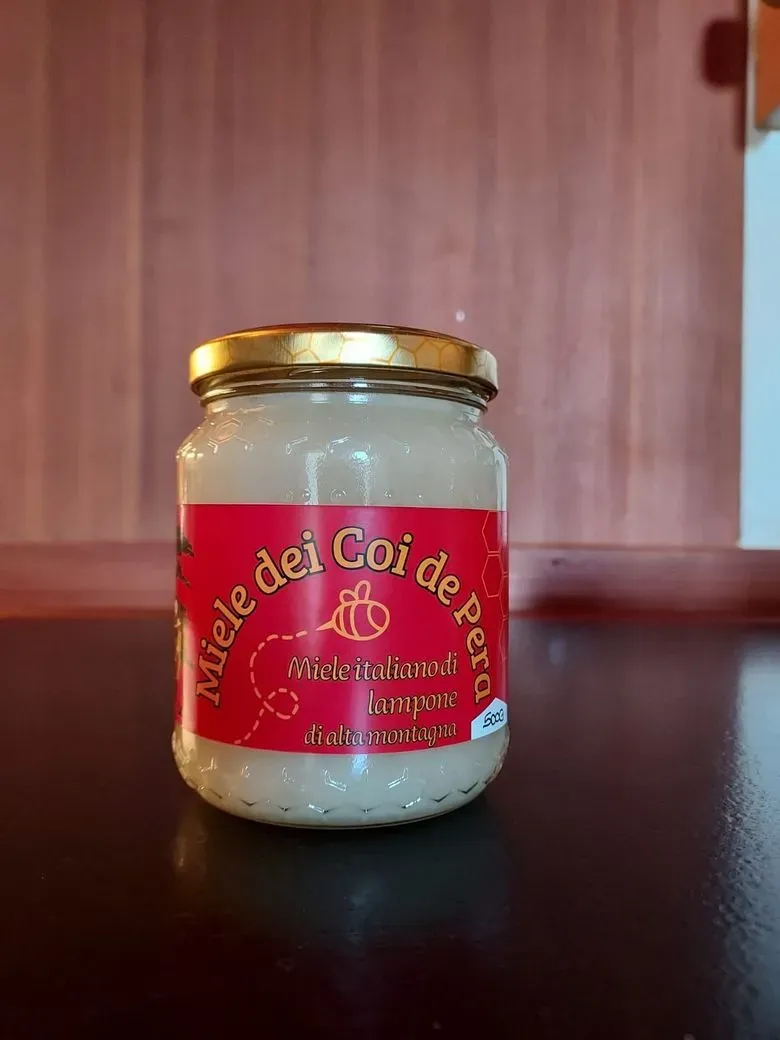 Miele dei Coi de Pera
Miele italiano di
lampone
di alta montagna
500G